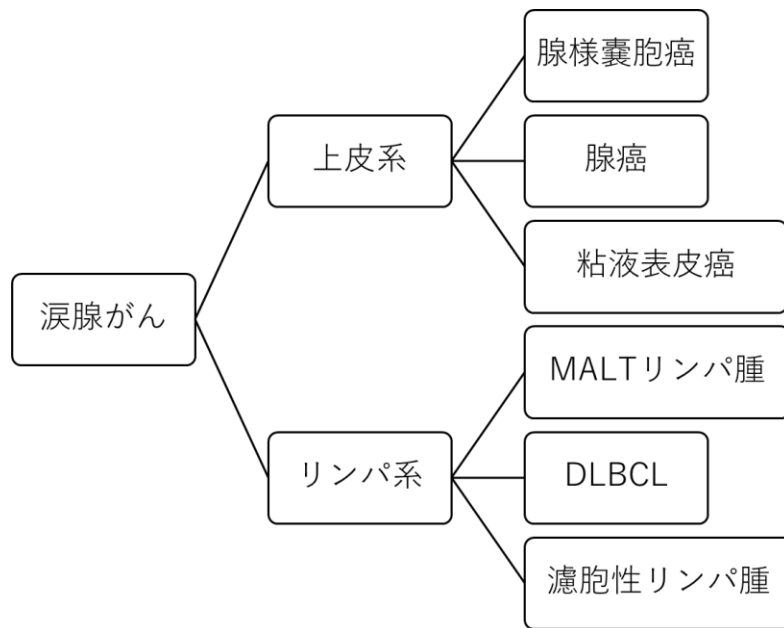 涙腺がん
上皮系
腺様嚢胞癌
腺癌
粘液表皮癌
リンパ系
MALTリンパ腫
DLBCL
濾胞性リンパ腫